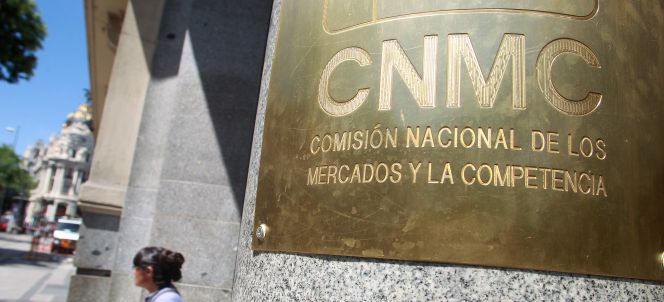 CNMC
COMISIÓN NACIONAL DE LOS
MERCADOS Y LA COMPETENCIA